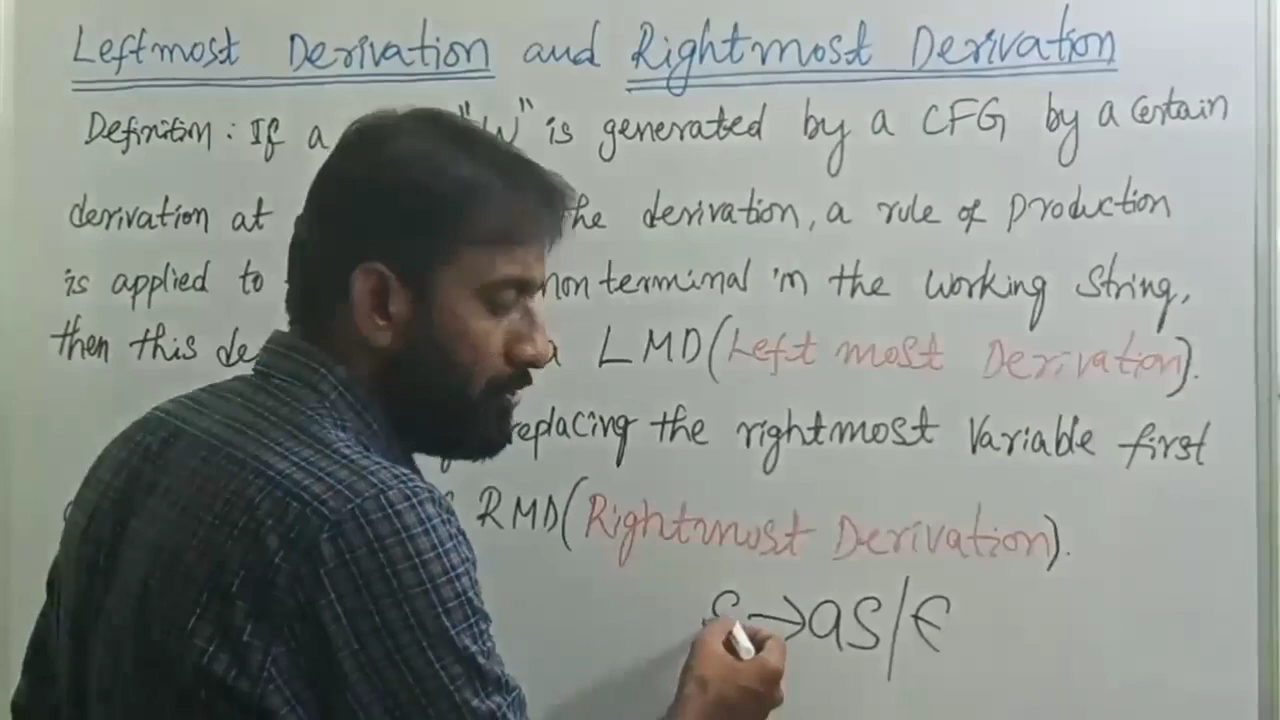 Leftmost Derivation and Rightmost Derivation
Definition: If a "W" is generated by a CFG by a Certain
derivation at the derivation, a rule of production
is applied to non terminal in the working String,
then this de a LMD(Left most Derivation).
replacing the rightmost Variable first
RMD(Rightmost Derivation).
S→aS/ϵ